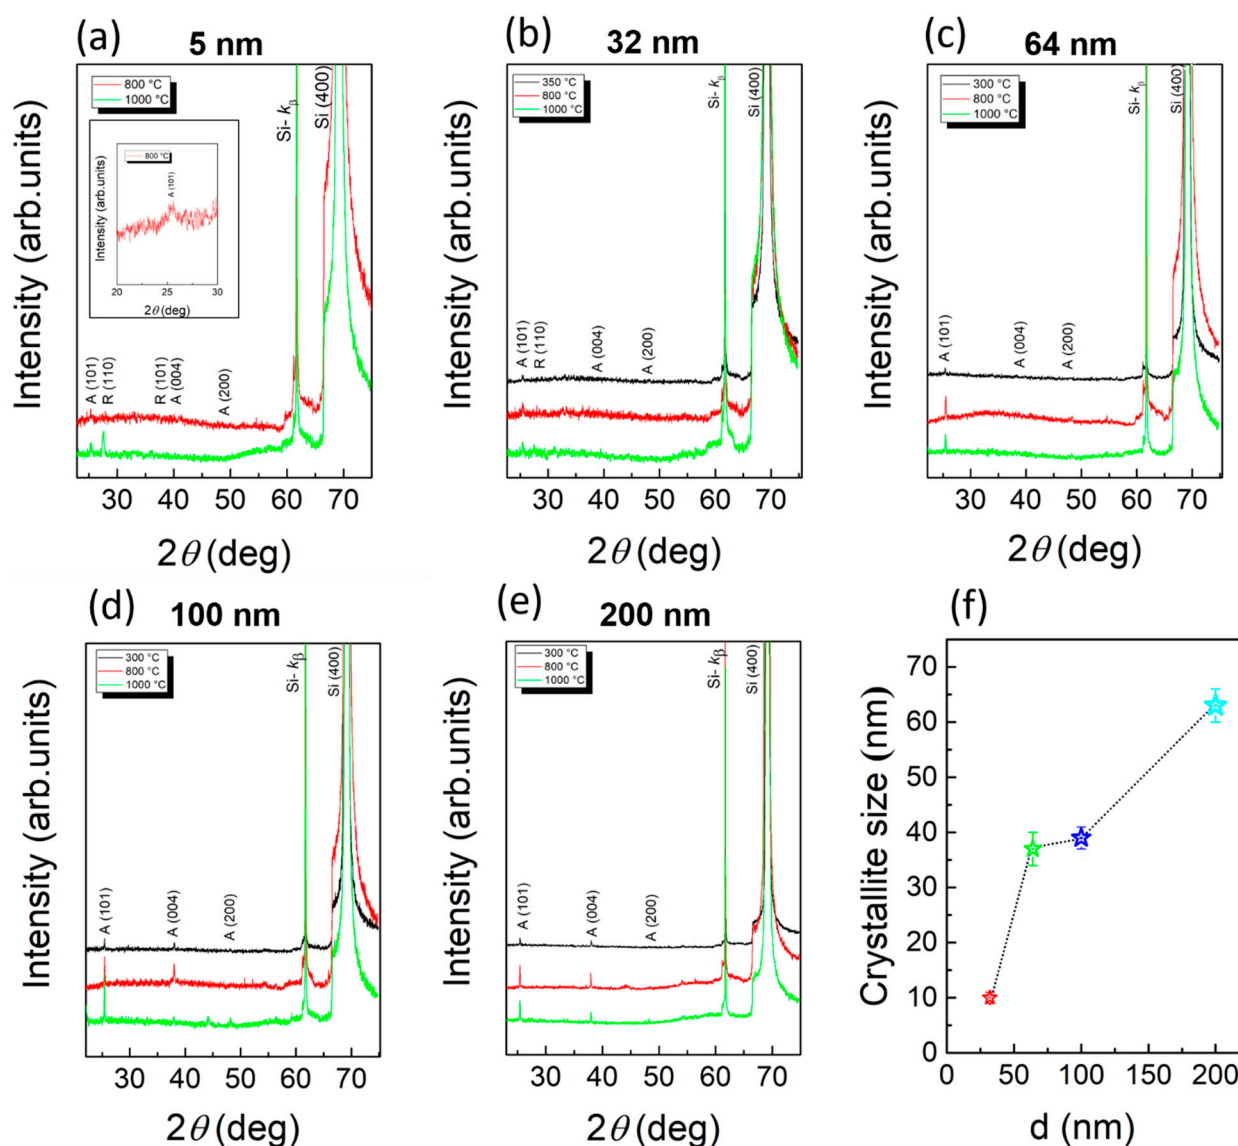 (a)
5 nm
800 °C
1000 °C
Intensity (arb.units)
800 °C
A (101)
20
25
30
2θ (deg)
Intensity (arb.units)
Si- kβ
Si (400)
A (101)
R (110)
R (101)
A (004)
A (200)
30
40
50
60
70
2θ (deg)
(b)
32 nm
350 °C
800 °C
1000 °C
Intensity (arb.units)
Si- kβ
Si (400)
A (101)
R (110)
A (004)
A (200)
30
40
50
60
70
2θ (deg)
(c)
64 nm
300 °C
800 °C
1000 °C
Intensity (arb.units)
Si- kβ
Si (400)
A (101)
A (004)
A (200)
30
40
50
60
70
2θ (deg)
(d)
100 nm
300 °C
800 °C
1000 °C
Intensity (arb.units)
Si- kβ
Si (400)
A (101)
A (004)
A (200)
30
40
50
60
70
2θ (deg)
(e)
200 nm
300 °C
800 °C
1000 °C
Intensity (arb.units)
Si- kβ
Si (400)
A (101)
A (004)
A (200)
30
40
50
60
70
2θ (deg)
(f)
Crystallite size (nm)
70
60
50
40
30
20
10
0
0
50
100
150
200
d (nm)